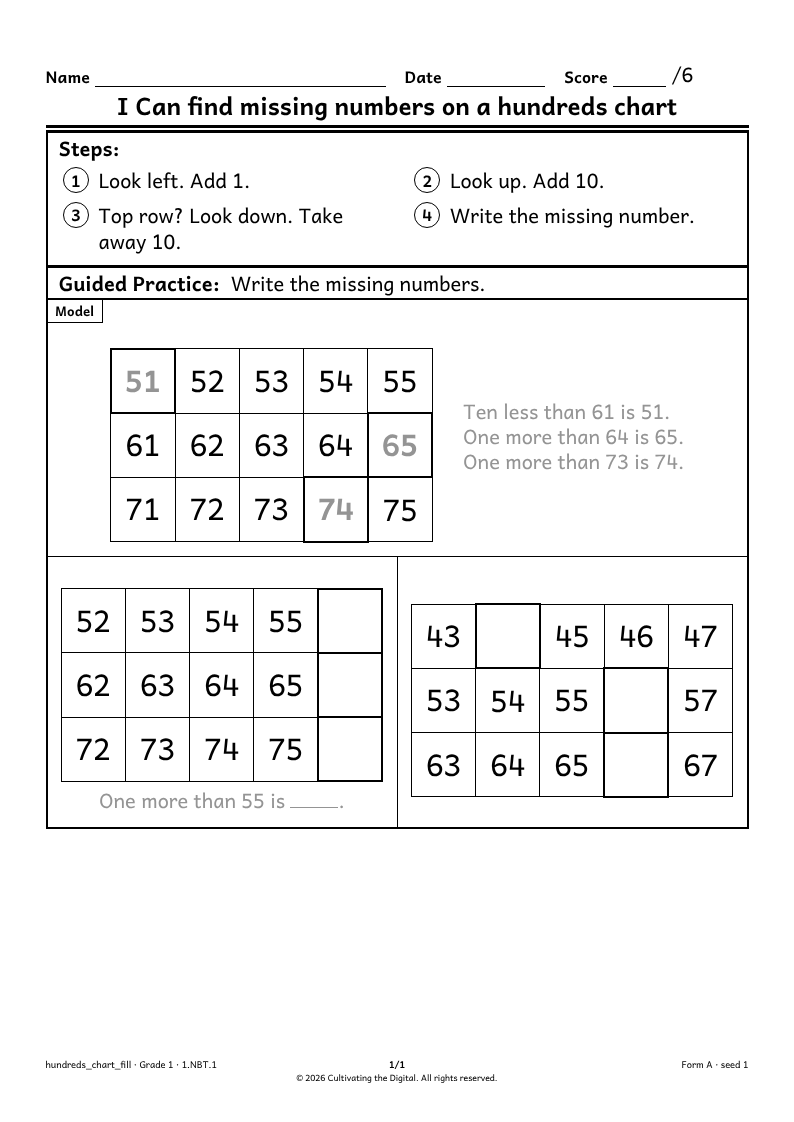 Name Date Score /6
I Can find missing numbers on a hundreds chart
Steps:
1 Look left. Add 1.
2 Look up. Add 10.
3 Top row? Look down. Take
away 10.
4 Write the missing number.
Guided Practice: Write the missing numbers.
Model
51 52 53 54 55
61 62 63 64 65
71 72 73 74 75
Ten less than 61 is 51.
One more than 64 is 65.
One more than 73 is 74.
52 53 54 55
62 63 64 65
72 73 74 75
One more than 55 is ____.
43 45 46 47
53 54 55 57
63 64 65 67
hundreds_chart_fill · Grade 1 · 1.NBT.1
1/1
Form A · seed 1
© 2026 Cultivating the Digital. All rights reserved.